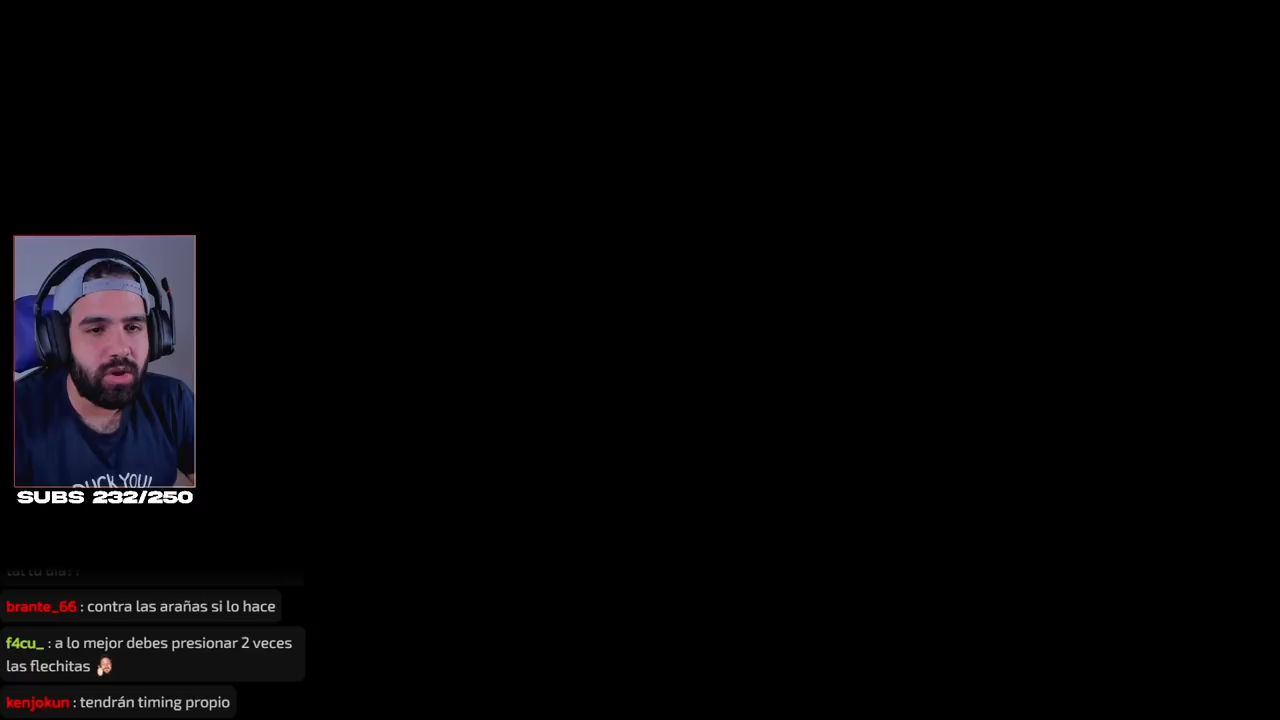 SUBS 232/250
brante_66 : contra las arañas si lo hace
f4cu_ : a lo mejor debes presionar 2 veces
las flechitas
kenjokun : tendrán timing propio